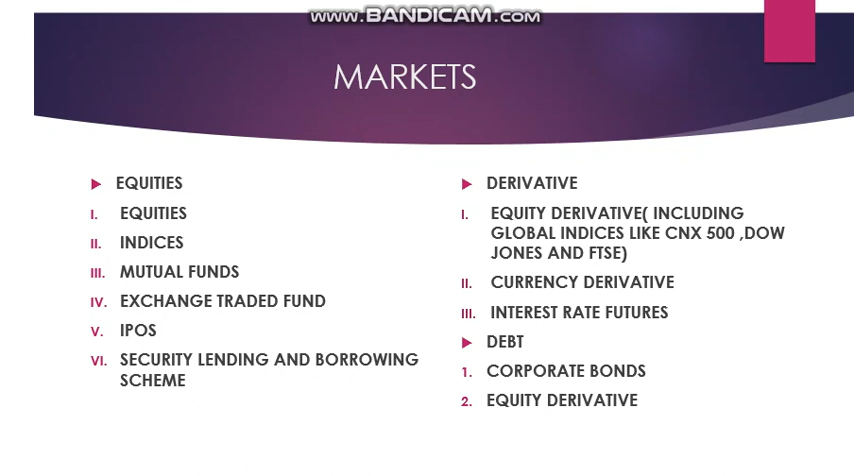 www.BANDICAM.com
MARKETS
EQUITIES
I. EQUITIES
II. INDICES
III. MUTUAL FUNDS
IV. EXCHANGE TRADED FUND
V. IPOS
VI. SECURITY LENDING AND BORROWING
SCHEME
DERIVATIVE
I. EQUITY DERIVATIVE( INCLUDING
GLOBAL INDICES LIKE CNX 500 ,DOW
JONES AND FTSE)
II. CURRENCY DERIVATIVE
III. INTEREST RATE FUTURES
DEBT
1. CORPORATE BONDS
2. EQUITY DERIVATIVE